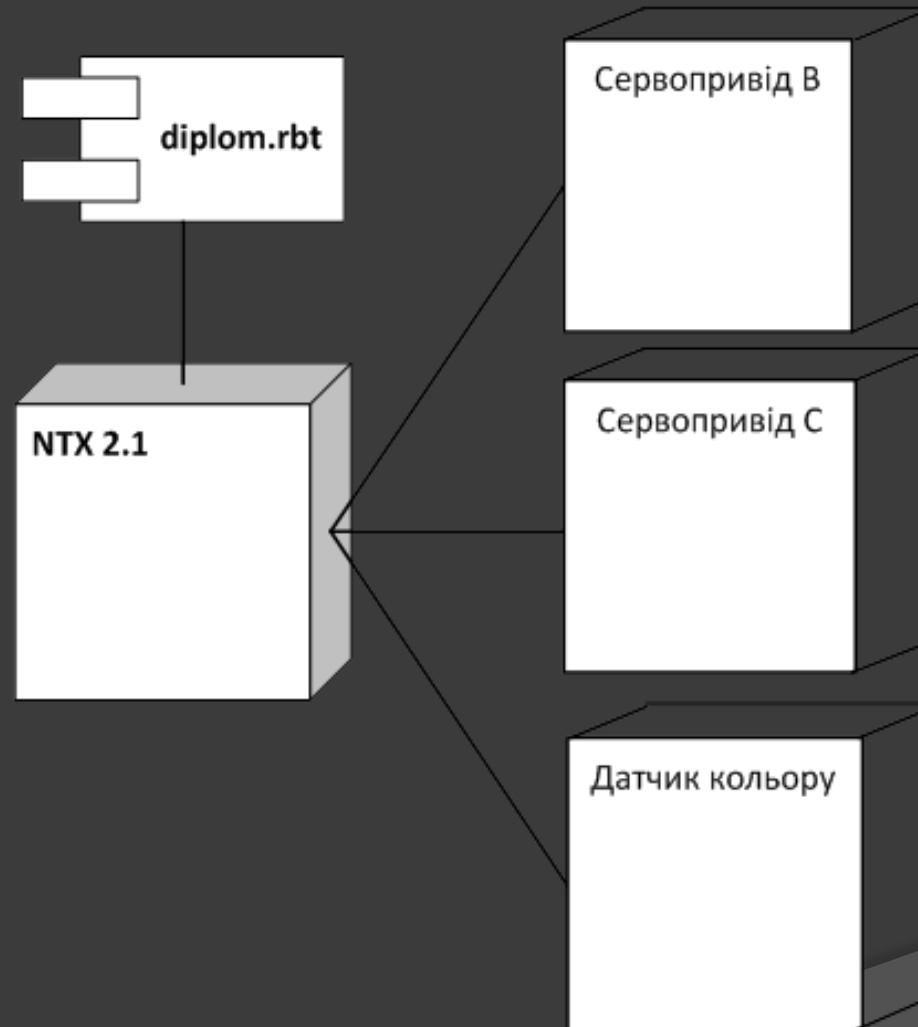 diplom.rbt
NTX 2.1
Сервопривід B
Сервопривід C
Датчик кольору